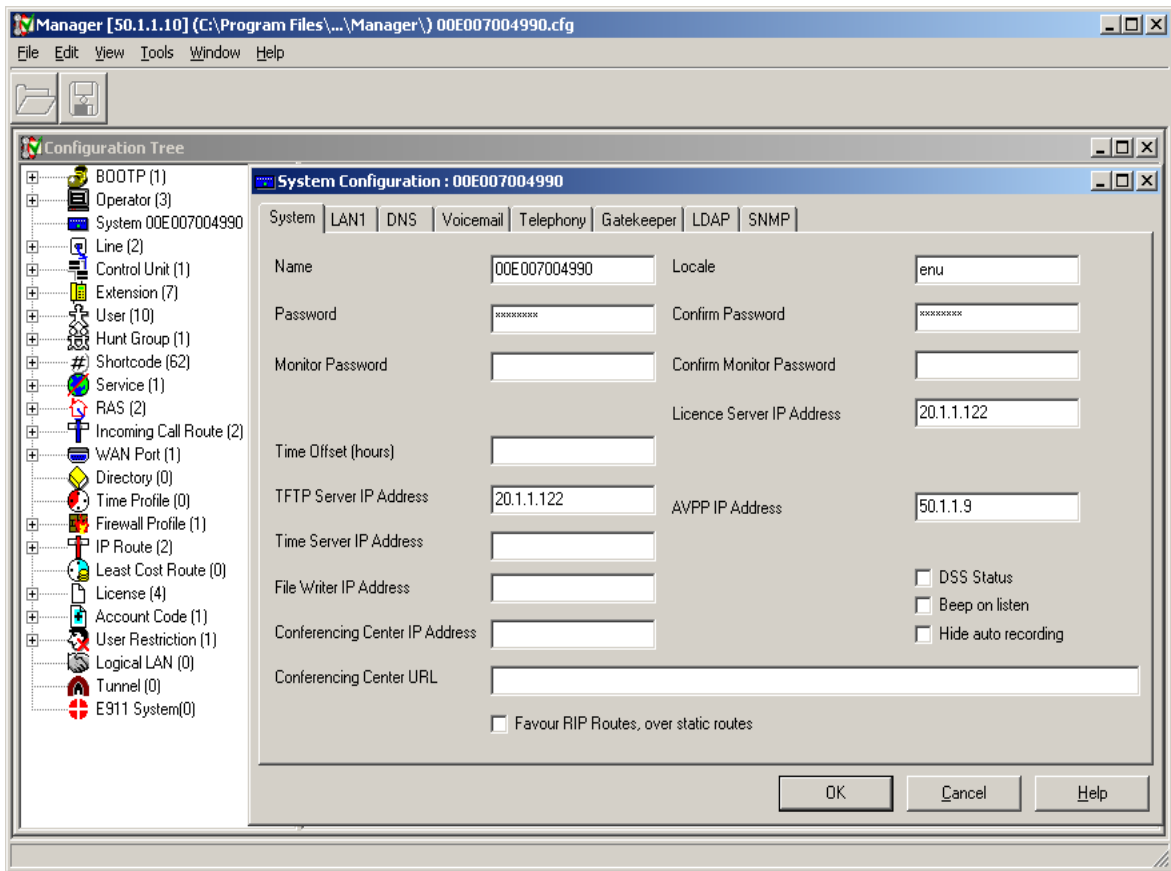 Manager [50.1.1.10] (C:\Program Files\...\Manager\) 00E007004990.cfg
File Edit View Tools Window Help
Configuration Tree
BOOTP (1)
Operator (3)
System 00E007004990
Line (2)
Control Unit (1)
Extension (7)
User (10)
Hunt Group (1)
Shortcode (62)
Service (1)
RAS (2)
Incoming Call Route (2)
WAN Port (1)
Directory (0)
Time Profile (0)
Firewall Profile (1)
IP Route (2)
Least Cost Route (0)
License (4)
Account Code (1)
User Restriction (1)
Logical LAN (0)
Tunnel (0)
E911 System(0)
System Configuration : 00E007004990
System LAN1 DNS Voicemail Telephony Gatekeeper LDAP SNMP
Name 00E007004990 Locale enu
Password xxxxxxxx Confirm Password xxxxxxxx
Monitor Password Confirm Monitor Password
Licence Server IP Address 20.1.1.122
Time Offset (hours)
TFTP Server IP Address 20.1.1.122 AVPP IP Address 50.1.1.9
Time Server IP Address
File Writer IP Address DSS Status
Beep on listen
Conferencing Center IP Address Hide auto recording
Conferencing Center URL
Favour RIP Routes, over static routes
OK Cancel Help